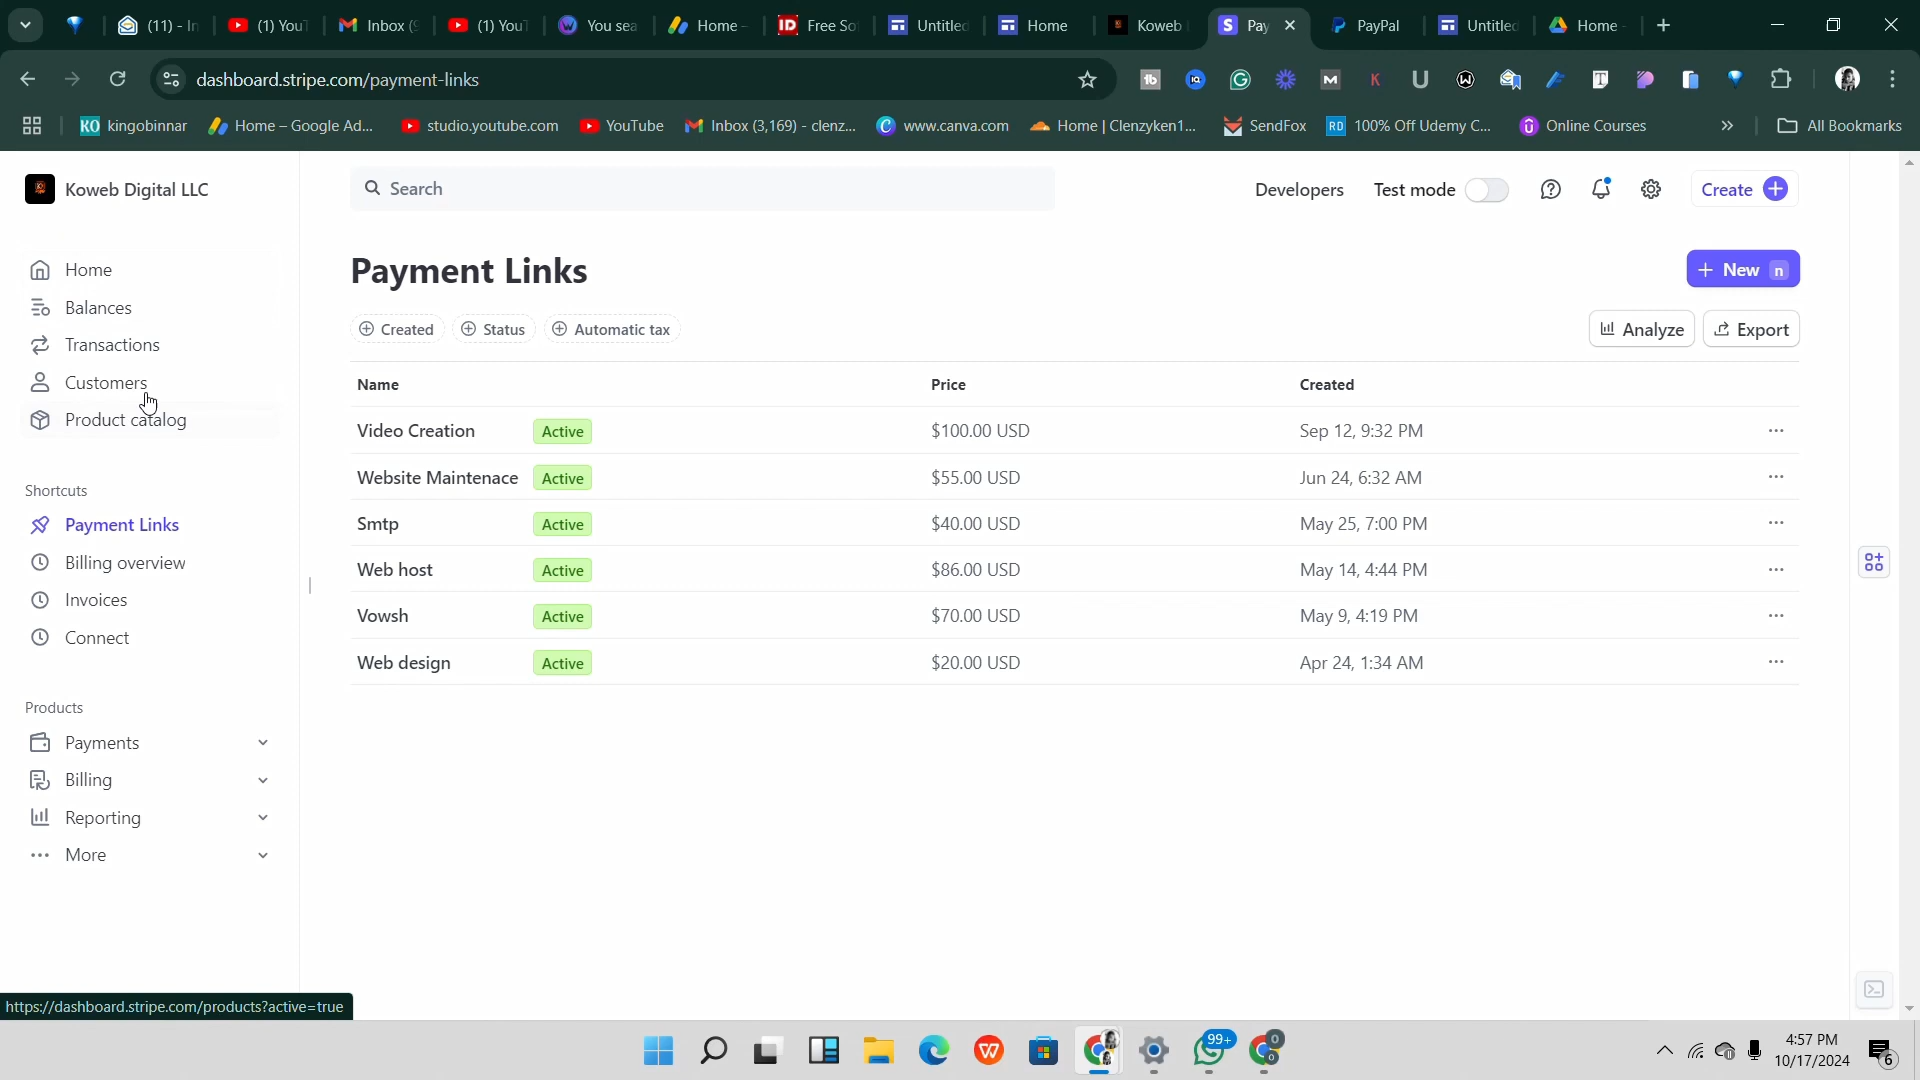 (11) - In
(1) YouT
Inbox (9
(1) YouT
You sea
Home -
ID Free So
Untitled
Home
Koweb
S Pay
PayPal
Untitled
Home -
dashboard.stripe.com/payment-links
KO kingobinnar
Home – Google Ad...
studio.youtube.com
YouTube
Inbox (3,169) - clenz...
www.canva.com
Home | Clenzyken1...
SendFox
RD 100% Off Udemy C...
Online Courses
All Bookmarks
Koweb Digital LLC
Search
Developers
Test mode
Create
Home
Balances
Transactions
Customers
Product catalog
Shortcuts
Payment Links
Billing overview
Invoices
Connect
Products
Payments
Billing
Reporting
More
Payment Links
New n
Created
Status
Automatic tax
Analyze
Export
Name Price Created
Video Creation Active $100.00 USD Sep 12, 9:32 PM
Website Maintenace Active $55.00 USD Jun 24, 6:32 AM
Smtp Active $40.00 USD May 25, 7:00 PM
Web host Active $86.00 USD May 14, 4:44 PM
Vowsh Active $70.00 USD May 9, 4:19 PM
Web design Active $20.00 USD Apr 24, 1:34 AM
https://dashboard.stripe.com/products?active=true
99+
4:57 PM
10/17/2024
6